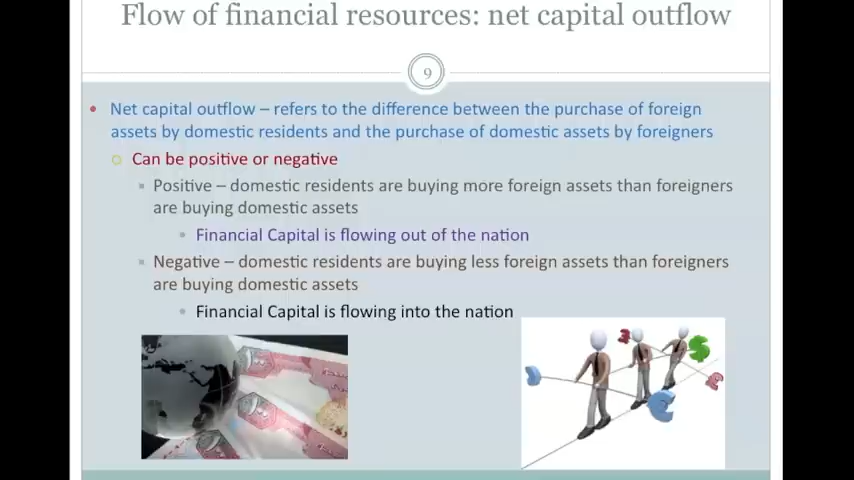 Flow of financial resources: net capital outflow
9
Net capital outflow – refers to the difference between the purchase of foreign
assets by domestic residents and the purchase of domestic assets by foreigners
Can be positive or negative
Positive – domestic residents are buying more foreign assets than foreigners
are buying domestic assets
Financial Capital is flowing out of the nation
Negative – domestic residents are buying less foreign assets than foreigners
are buying domestic assets
Financial Capital is flowing into the nation